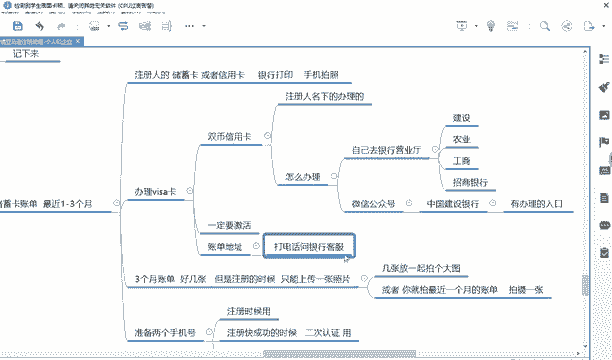 记下来
注册人的 储蓄卡 或者信用卡 银行打印 手机拍照
注册人名下的办理的
双币信用卡
建设
农业
自己去银行营业厅
工商
怎么办理
招商银行
办理visa卡
微信公众号
中国建设银行
有办理的入口
储蓄卡账单 最近1-3个月
一定要激活
账单地址
打电话问银行客服
3个月账单 好几张 但是注册的时候 只能上传一张照片
几张放一起拍个大图
或者 你就拍最近一个月的账单 拍摄一张
注册时候用
准备两个手机号
注册快成功的时候 二次认证 用